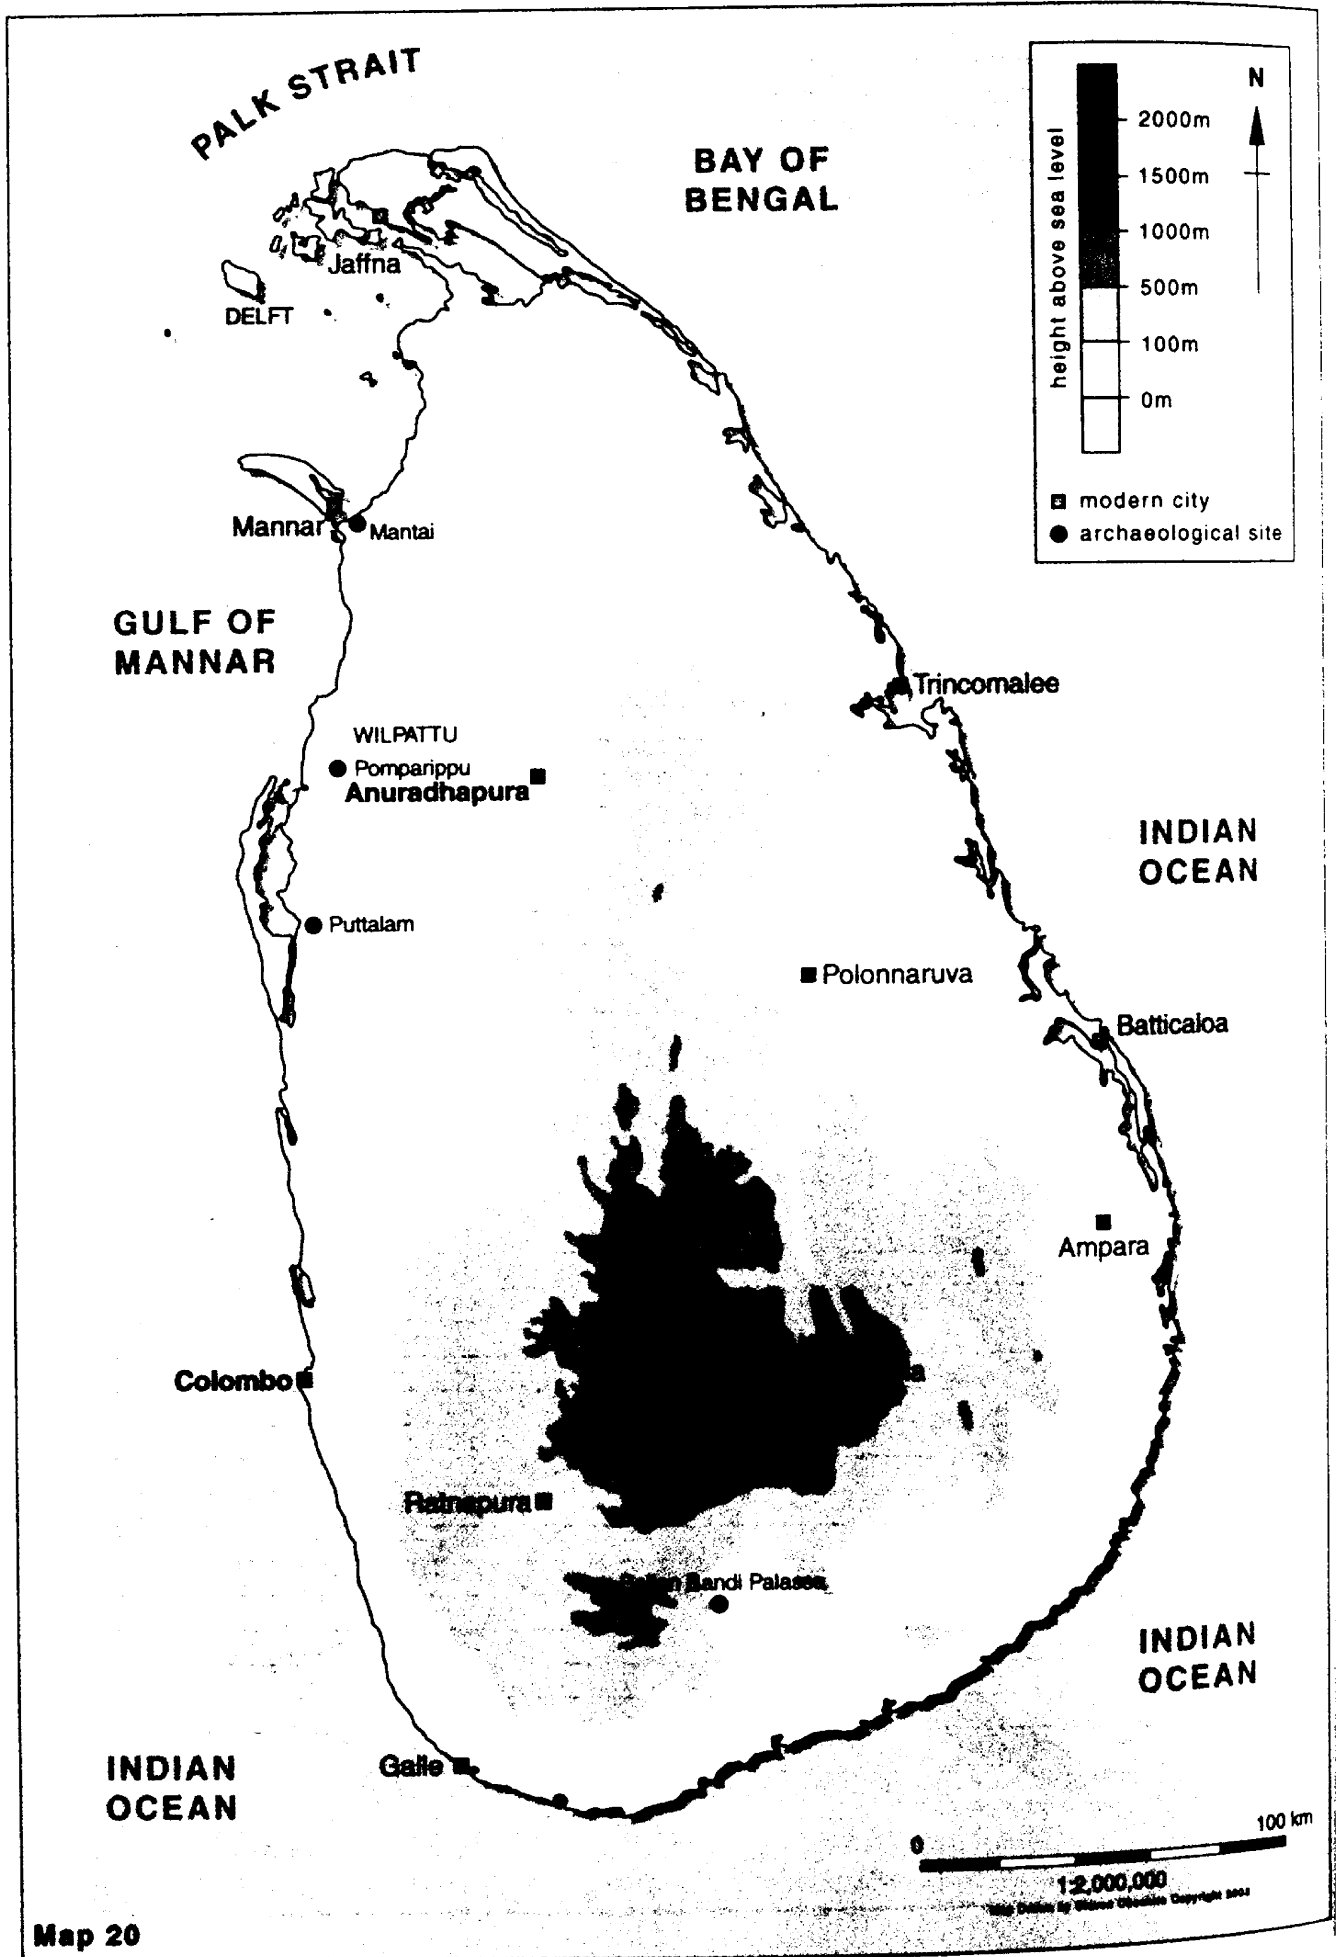 PALK STRAIT
BAY OF
BENGAL
N
height above sea level
2000m
1500m
1000m
500m
100m
0m
modern city
archaeological site
Jaffna
DELFT
Mannar
Mantai
GULF OF
MANNAR
Trincomalee
WILPATTU
Pomparippu
Anuradhapura
INDIAN
OCEAN
Puttalam
Polonnaruva
Batticaloa
Ampara
Colombo
a
Ratnapura
Bandi Palassa
INDIAN
OCEAN
Galle
INDIAN
OCEAN
0
100 km
1:2,000,000
Copyright
Map 20